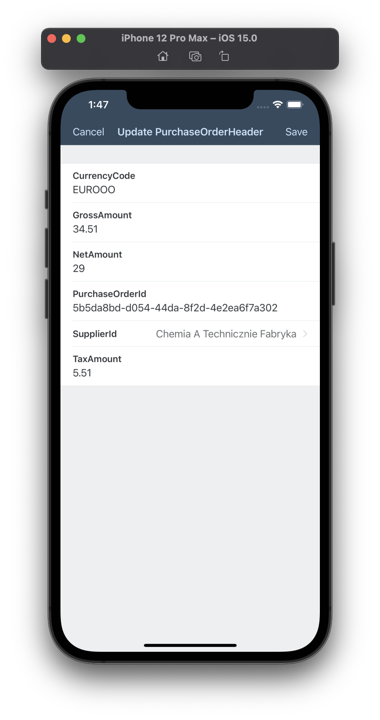 iPhone 12 Pro Max – iOS 15.0
1:47
Cancel Update PurchaseOrderHeader Save
CurrencyCode
EUROOO
GrossAmount
34.51
NetAmount
29
PurchaseOrderId
5b5da8bd-d054-44da-8f2d-4e2ea6f7a302
SupplierId Chemia A Technicznie Fabryka
TaxAmount
5.51